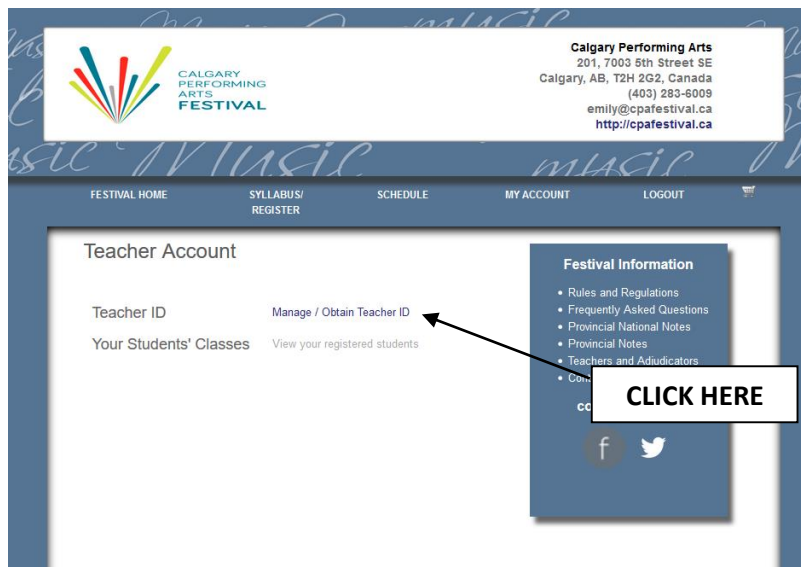 CALGARY
PERFORMING
ARTS
FESTIVAL
Calgary Performing Arts
201, 7003 5th Street SE
Calgary, AB, T2H 2G2, Canada
(403) 283-6009
emily@cpafestival.ca
http://cpafestival.ca
Music Music music
FESTIVAL HOME SYLLABUS/ SCHEDULE MY ACCOUNT LOGOUT
REGISTER
Teacher Account
Teacher ID Manage / Obtain Teacher ID
Your Students' Classes View your registered students
Festival Information
• Rules and Regulations
• Frequently Asked Questions
• Provincial National Notes
• Provincial Notes
• Teachers and Adjudicators
CLICK HERE
f